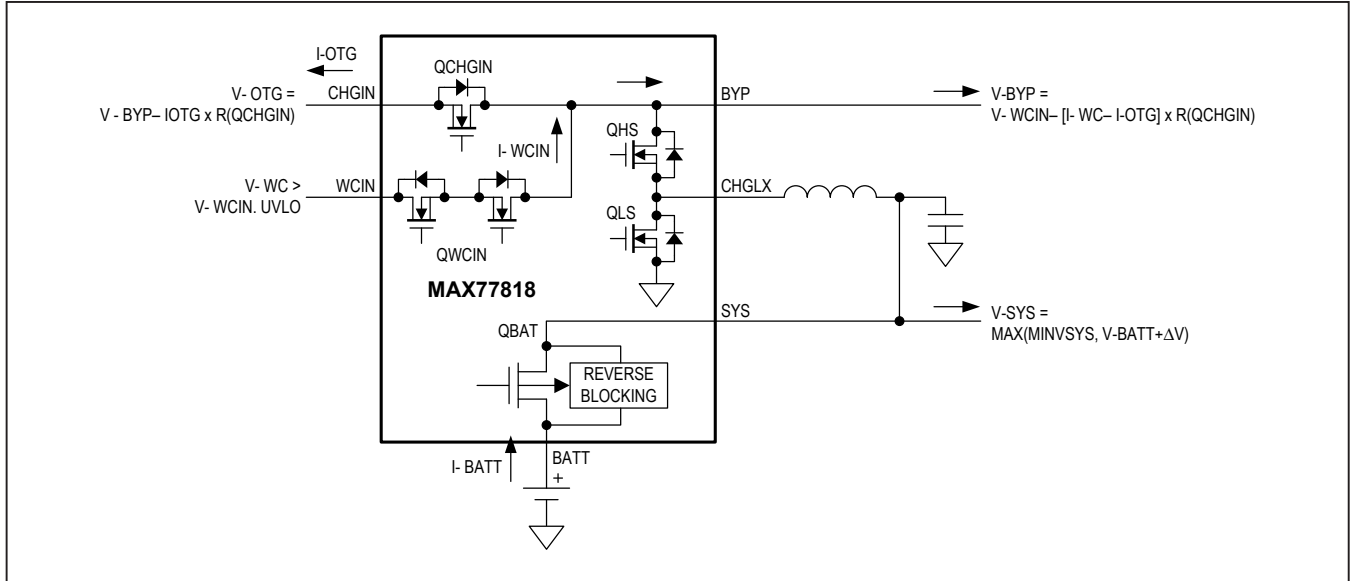 I-OTG
QCHGIN
V- OTG =
V - BYP– IOTG x R(QCHGIN)
CHGIN
BYP
V-BYP =
V- WCIN– [I- WC– I-OTG] x R(QCHGIN)
I- WCIN
QHS
V- WC >
V- WCIN. UVLO
WCIN
CHGLX
QLS
QWCIN
MAX77818
SYS
V-SYS =
MAX(MINVSYS, V-BATT+ΔV)
QBAT
REVERSE
BLOCKING
I- BATT
BATT
+